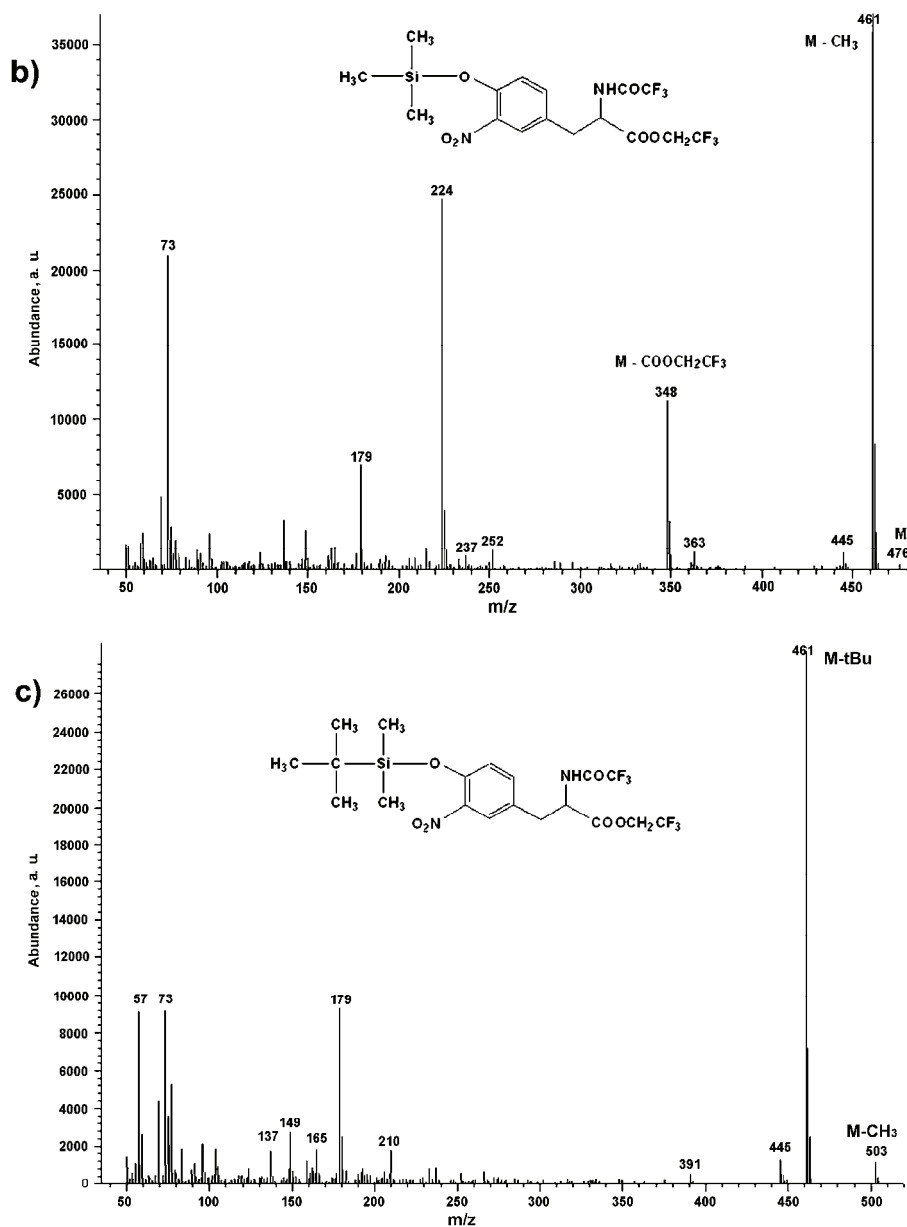 b)
35000
30000
25000
20000
15000
10000
5000
Abundance, a. u.
CH3
H3C Si O
CH3
O2N
NHCOCF3
COOCH2CF3
M - CH3
461
224
73
M - COOCH2CF3
348
179
237
252
363
445
M
476
50 100 150 200 250 300 350 400 450
m/z
c)
26000
24000
22000
20000
18000
16000
14000
12000
10000
8000
6000
4000
2000
0
Abundance, a. u.
CH3 CH3
H3C C Si O
CH3 CH3
O2N
NHCOCF3
COOCH2CF3
461
M-tBu
57
73
179
137
149
165
210
391
445
M-CH3
503
50 100 150 200 250 300 350 400 450 500
m/z